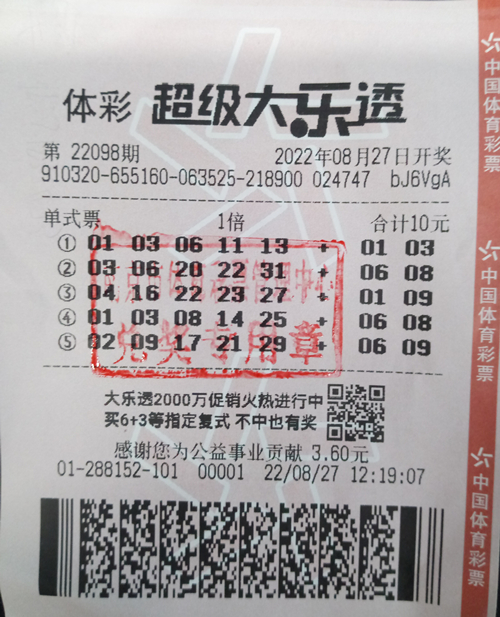 体彩 超级大乐透
第 22098期 2022年08月27日开奖
910320-655160-063525-218900 024747 bJ6VgA
单式票 1倍 合计10元
① 01 03 06 11 13 + 01 03
② 03 06 20 22 31 + 06 08
③ 04 16 22 23 27 + 01 09
④ 01 03 08 14 25 + 06 08
⑤ 02 09 17 21 29 + 06 09
兑奖专用章
大乐透2000万促销火热进行中
买6+3等指定复式 不中也有奖
感谢您为公益事业贡献 3.60元
01-288152-101 00001 22/08/27 12:19:07
中国体育彩票
中国体育彩票